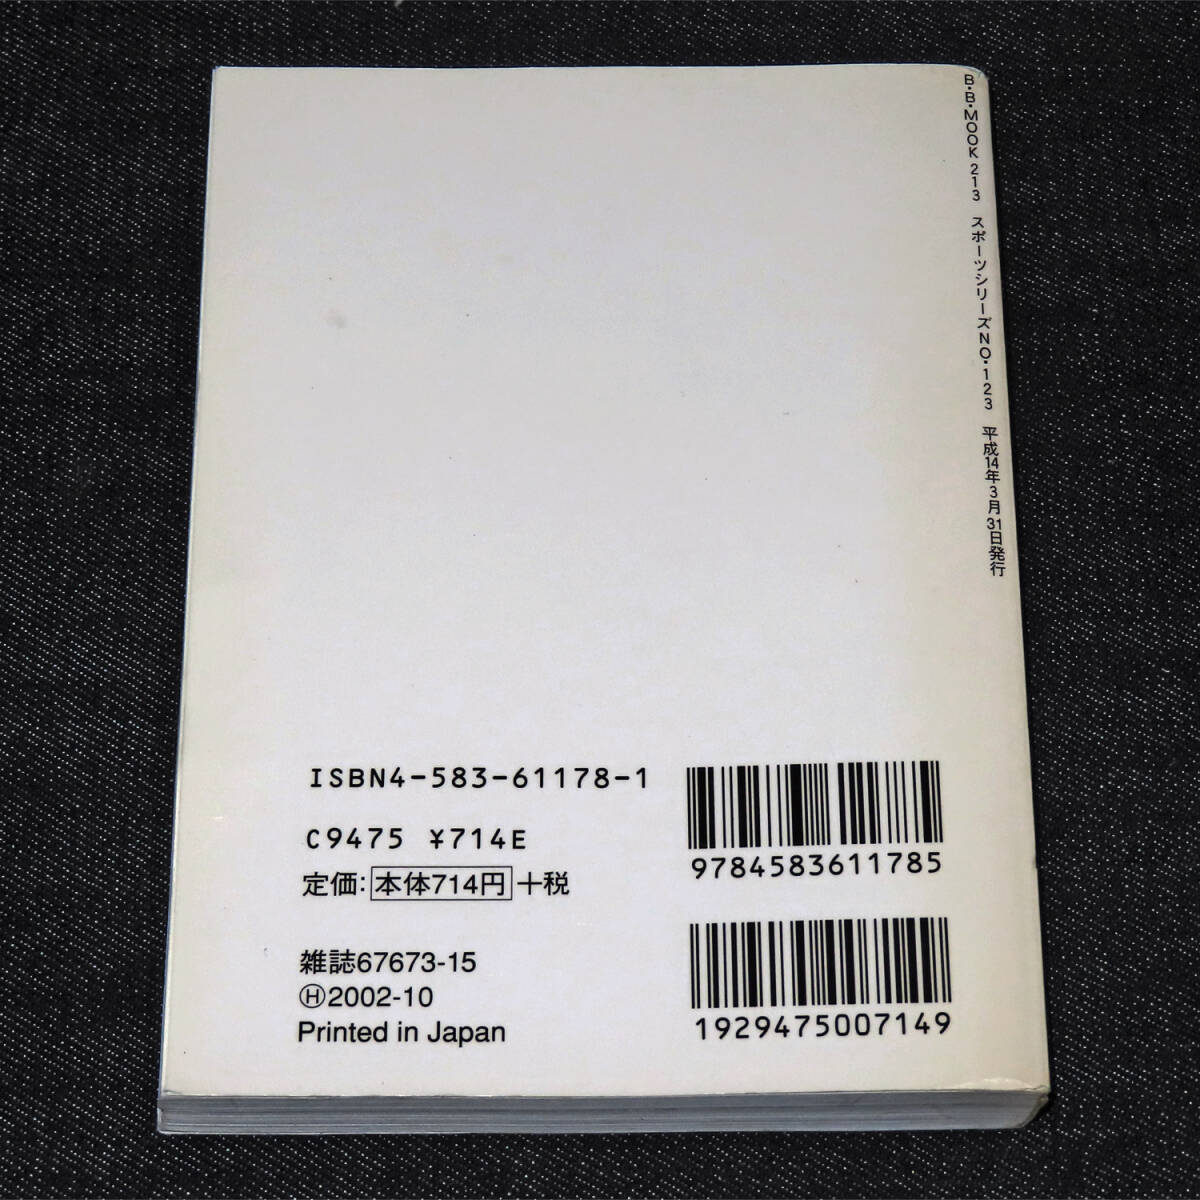 B・B・MOOK 213 スポーツシリーズNO・123 平成14年3月31日発行
ISBN4-583-61178-1
C9475 ¥714E
定価:本体714円+税
雑誌67673-15
Ⓗ2002-10
Printed in Japan
9784583611785
1929475007149